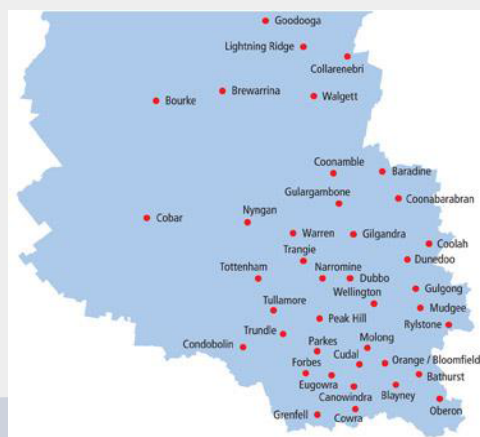 Goodooga
Lightning Ridge
Collarenebri
Brewarrina
Walgett
Bourke
Coonamble
Baradine
Gulargambone
Coonabarabran
Cobar
Nyngan
Warren
Gilgandra
Coolah
Trangie
Dunedoo
Tottenham
Narromine
Dubbo
Wellington
Gulgong
Tullamore
Mudgee
Peak Hill
Rylstone
Trundle
Condobolin
Parkes
Molong
Forbes
Cudal
Orange / Bloomfield
Bathurst
Eugowra
Canowindra
Blayney
Oberon
Grenfell
Cowra